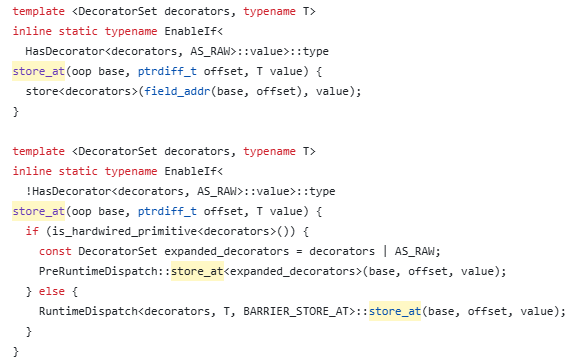 template <DecoratorSet decorators, typename T>
inline static typename EnableIf<
  HasDecorator<decorators, AS_RAW>::value>::type
store_at(oop base, ptrdiff_t offset, T value) {
  store<decorators>(field_addr(base, offset), value);
}

template <DecoratorSet decorators, typename T>
inline static typename EnableIf<
  !HasDecorator<decorators, AS_RAW>::value>::type
store_at(oop base, ptrdiff_t offset, T value) {
  if (is_hardwired_primitive<decorators>()) {
    const DecoratorSet expanded_decorators = decorators | AS_RAW;
    PreRuntimeDispatch::store_at<expanded_decorators>(base, offset, value);
  } else {
    RuntimeDispatch<decorators, T, BARRIER_STORE_AT>::store_at(base, offset, value);
  }
}